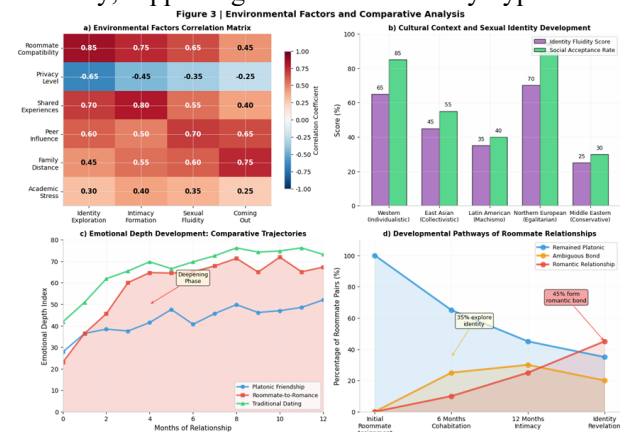 Figure 3 | Environmental Factors and Comparative Analysis
a) Environmental Factors Correlation Matrix
Roommate
Compatibility
0.85 0.75 0.65 0.45
Privacy
Level
-0.65 -0.45 -0.35 -0.25
Shared
Experiences
0.70 0.80 0.55 0.40
Peer
Influence
0.60 0.50 0.70 0.65
Family
Distance
0.45 0.55 0.60 0.75
Academic
Stress
0.30 0.40 0.35 0.25
Identity
Exploration
Intimacy
Formation
Sexual
Fluidity
Coming
Out
1.00
0.75
0.50
0.25
0.00
-0.25
-0.50
-0.75
-1.00
Correlation Coefficient
b) Cultural Context and Sexual Identity Development
Identity Fluidity Score
Social Acceptance Rate
Score (%)
100
80
60
40
20
0
65 85
45 55
35 40
70
25 30
Western
(Individualistic)
East Asian
(Collectivistic)
Latin American
(Machismo)
Northern European
(Egalitarian)
Middle Eastern
(Conservative)
c) Emotional Depth Development: Comparative Trajectories
Emotional Depth Index
80
70
60
50
40
30
20
10
0
Deepening
Phase
Platonic Friendship
Roommate-to-Romance
Traditional Dating
0 2 4 6 8 10 12
Months of Relationship
d) Developmental Pathways of Roommate Relationships
Percentage of Roommate Pairs (%)
100
80
60
40
20
0
Remained Platonic
Ambiguous Bond
Romantic Relationship
35% explore
identity
45% form
romantic bond
Initial
Roommate
6 Months
Cohabitation
12 Months
Intimacy
Identity
Revelation